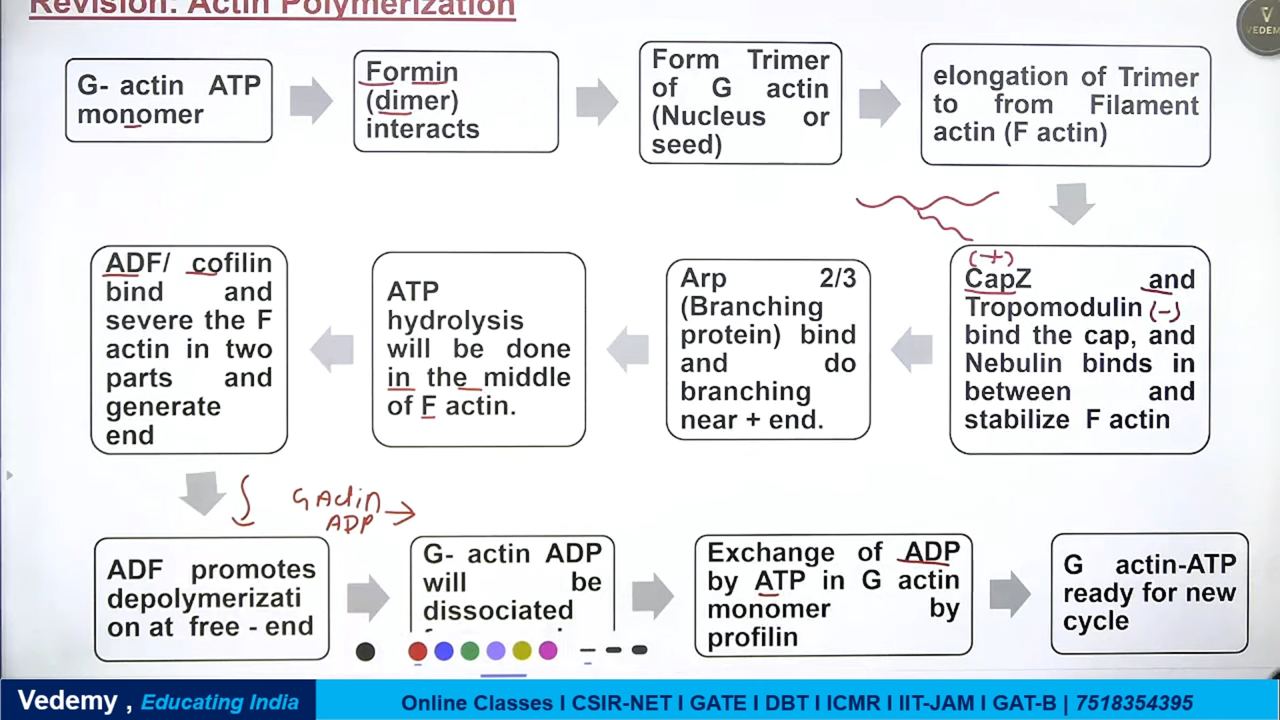 Revision: Actin Polymerization
VEDEMY
G- actin ATP
monomer
Formin
(dimer)
interacts
Form Trimer
of G actin
(Nucleus or
seed)
elongation of Trimer
to from Filament
actin (F actin)
(+)
CapZ and
Tropomodulin (-)
bind the cap, and
Nebulin binds in
between and
stabilize F actin
Arp 2/3
(Branching
protein) bind
and do
branching
near + end.
ATP
hydrolysis
will be done
in the middle
of F actin.
ADF/ cofilin
bind and
severe the F
actin in two
parts and
generate
end
G Actin
ADP
ADF promotes
depolymerizati
on at free - end
G- actin ADP
will be
dissociated
Exchange of ADP
by ATP in G actin
monomer by
profilin
G actin-ATP
ready for new
cycle
Vedemy , Educating India
Online Classes I CSIR-NET I GATE I DBT I ICMR I IIT-JAM I GAT-B | 7518354395